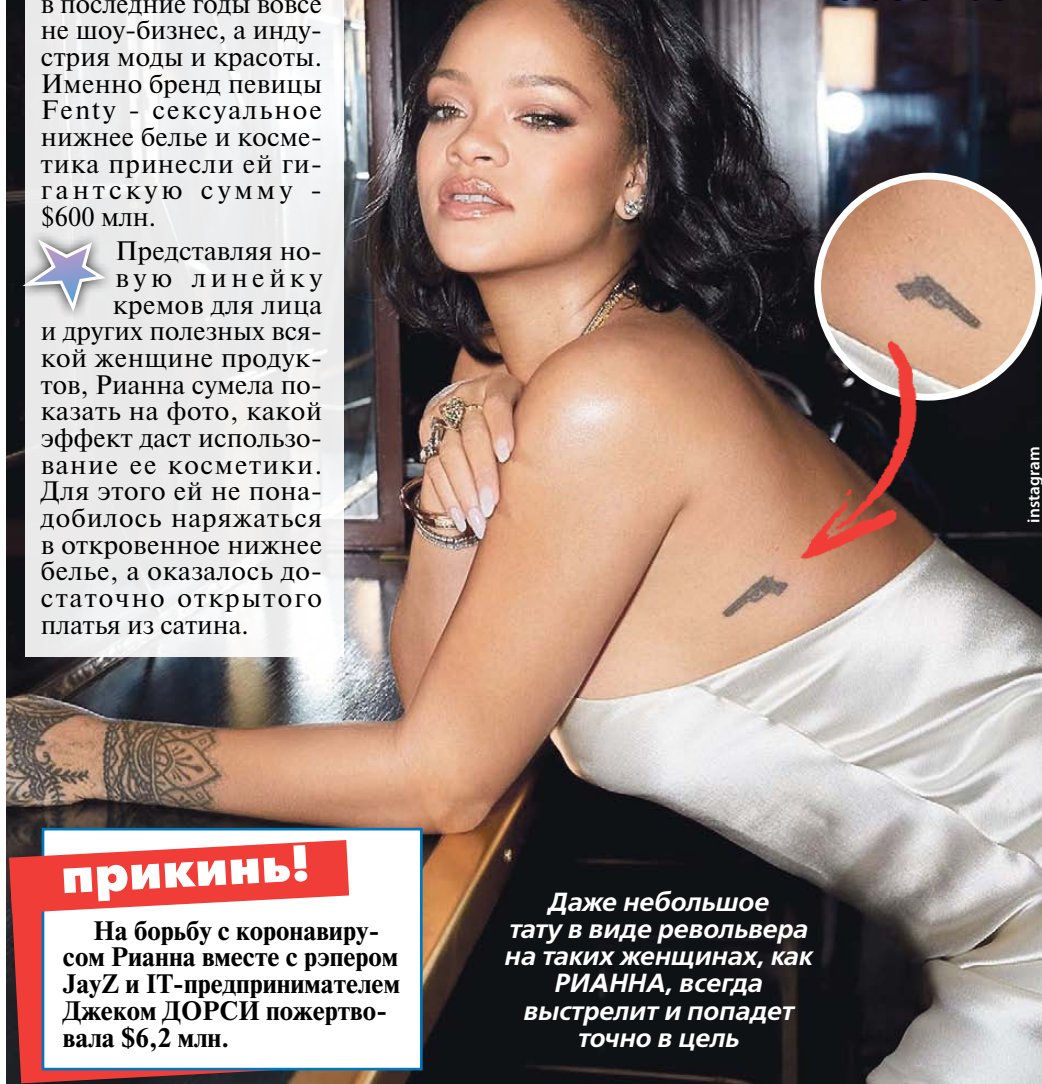 в последние годы вовсе
не шоу-бизнес, а инду-
стрия моды и красоты.
Именно бренд певицы
Fenty - сексуальное
нижнее белье и косме-
тика принесли ей ги-
гантскую сумму -
$600 млн.
Представляя но-
вую линейку
кремов для лица
и других полезных вся-
кой женщине продук-
тов, Рианна сумела по-
казать на фото, какой
эффект даст использо-
вание ее косметики.
Для этого ей не пона-
добилось наряжаться
в откровенное нижнее
белье, а оказалось до-
статочно открытого
платья из сатина.
instagram
прикинь!
На борьбу с коронавиру-
сом Рианна вместе с рэпером
JayZ и IT-предпринимателем
Джеком ДОРСИ пожертво-
вала $6,2 млн.
Даже небольшое
тату в виде револьвера
на таких женщинах, как
РИАННА, всегда
выстрелит и попадет
точно в цель